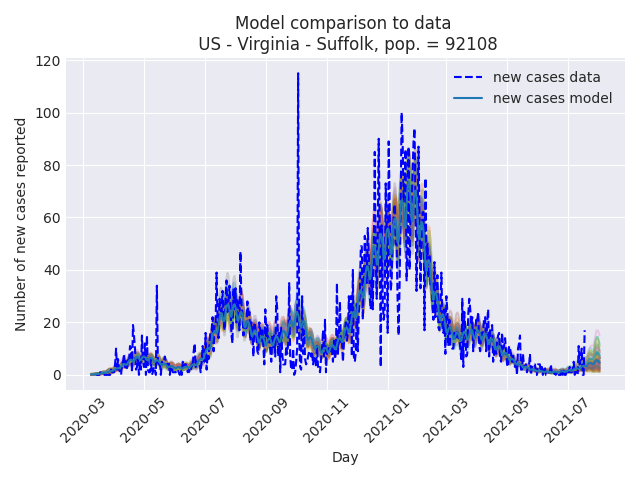 Model comparison to data
US - Virginia - Suffolk, pop. = 92108
new cases data
new cases model
Number of new cases reported
120
100
80
60
40
20
0
2020-03
2020-05
2020-07
2020-09
2020-11
2021-01
2021-03
2021-05
2021-07
Day